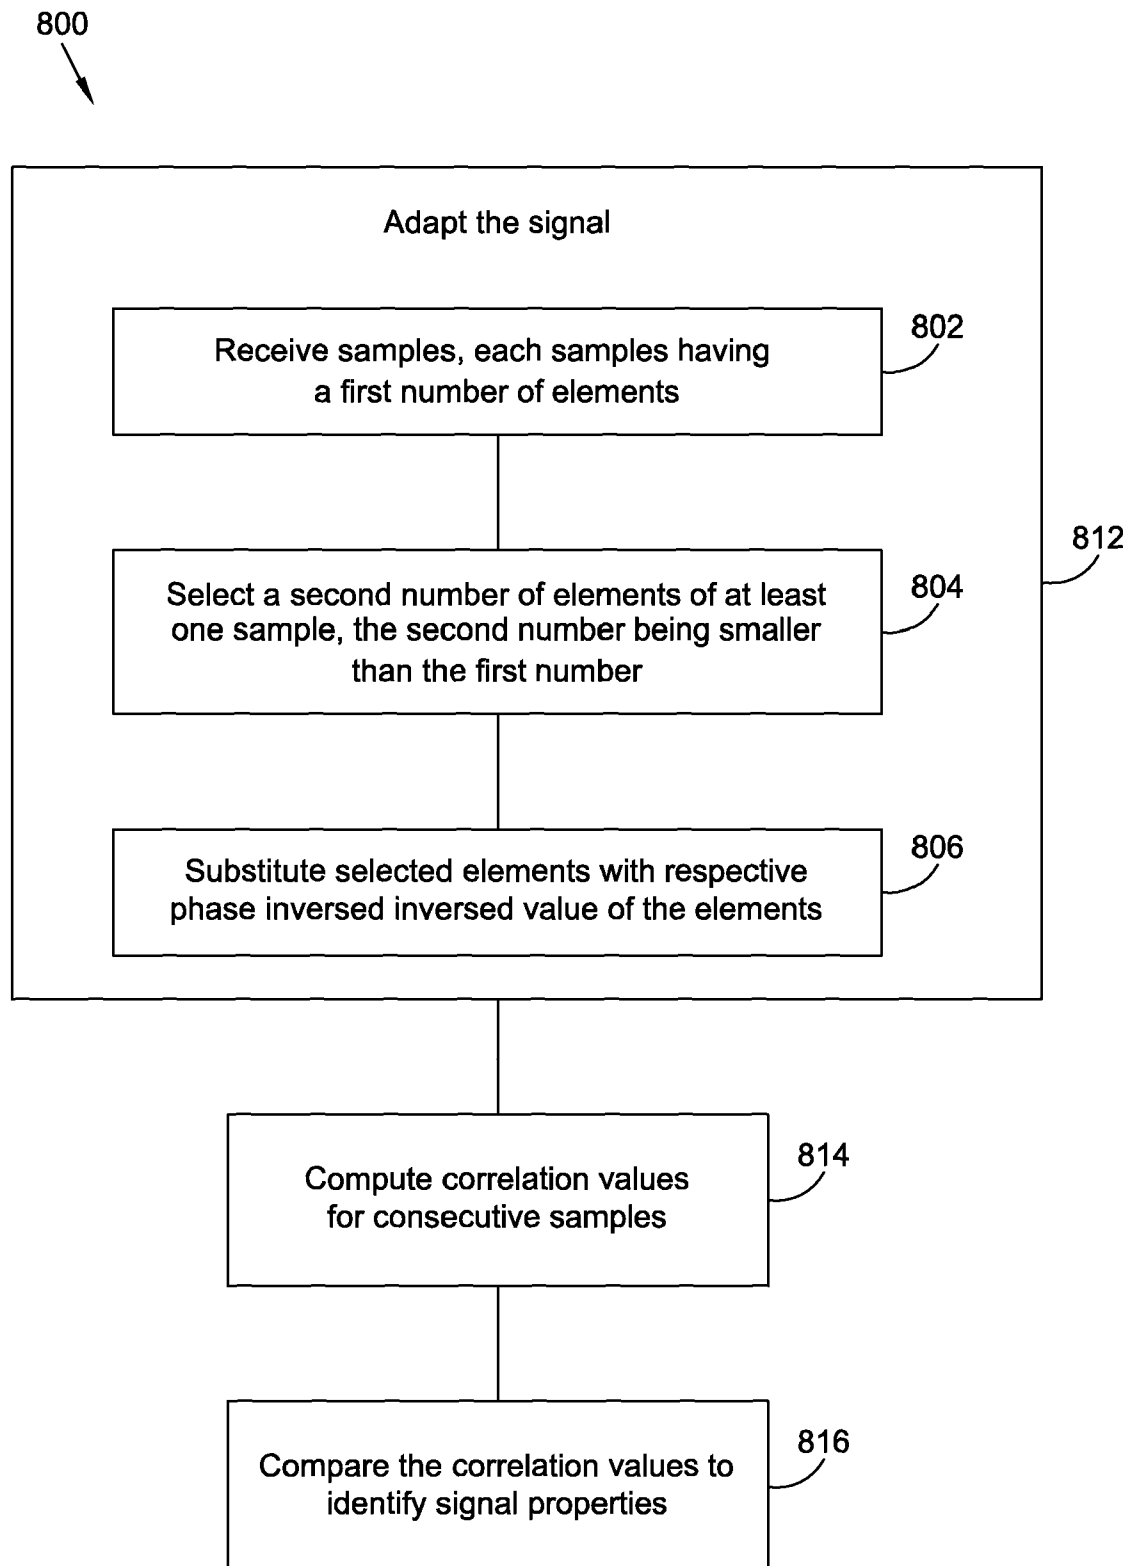 800
Adapt the signal
802
Receive samples, each samples having
a first number of elements
812
804
Select a second number of elements of at least
one sample, the second number being smaller
than the first number
806
Substitute selected elements with respective
phase inversed inversed value of the elements
814
Compute correlation values
for consecutive samples
816
Compare the correlation values to
identify signal properties